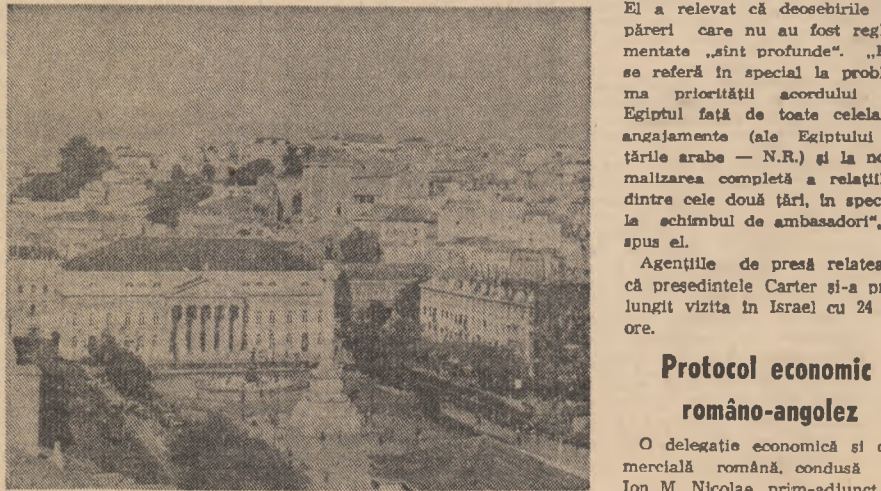 El a relevat că deosebirile
păreri care nu au fost regl
mentate „sînt profunde“. „
se referă în special la probl
ma priorității acordului
Egiptul față de toate celela
angajamente (ale Egiptului
țările arabe — N.R.) și la no
malizarea completă a relații
dintre cele două țări, în spec
la schimbul de ambasadori“,
spus el.
Agențiile de presă relatea
că președintele Carter și-a pr
lungit vizita în Israel cu 24
ore.
Protocol economic
româno-angolez
O delegație economică și
mercială română, condusă
Ion M. Nicolae, prim-adjunct